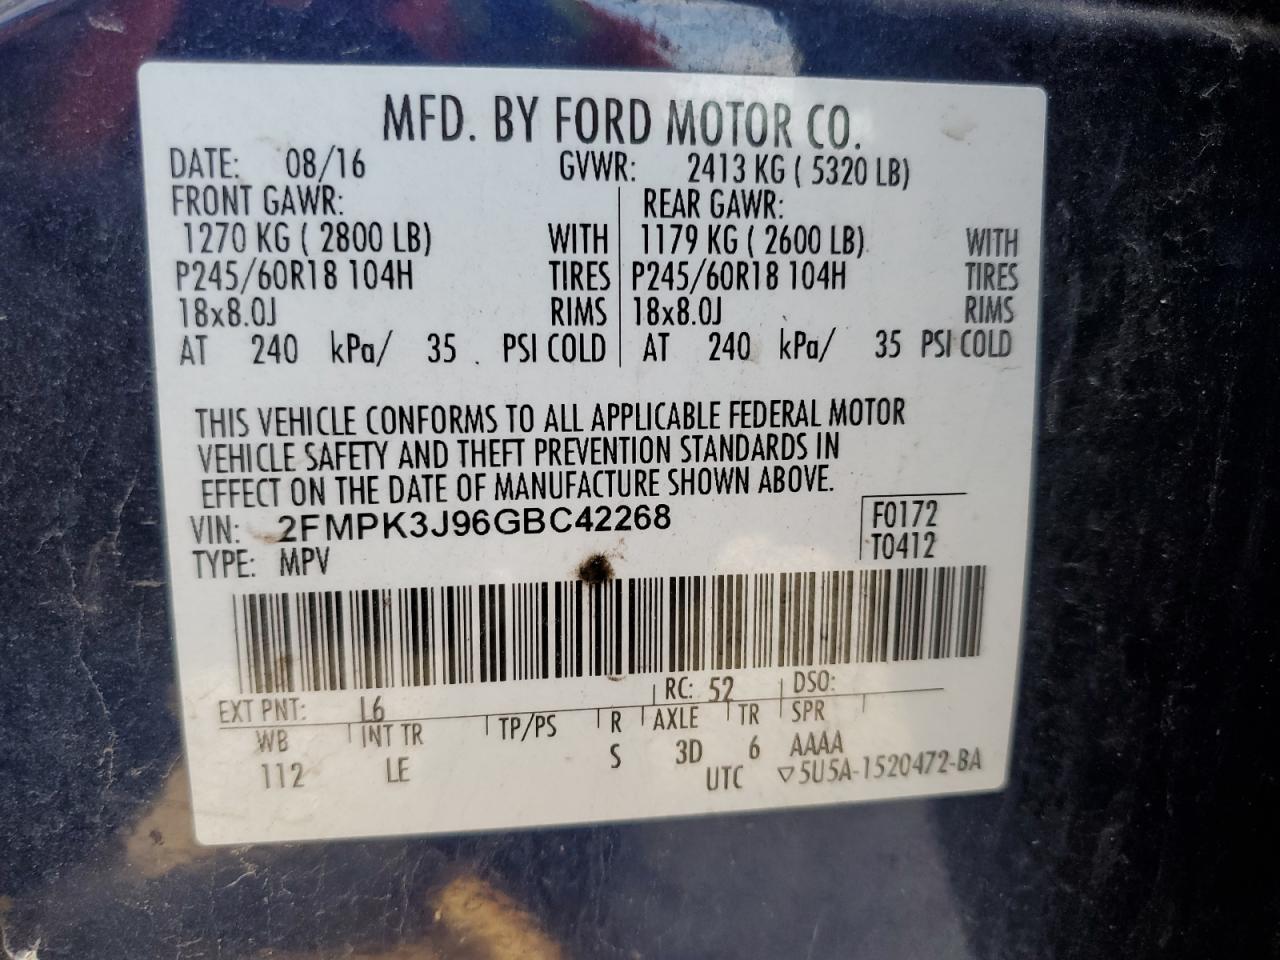 MFD. BY FORD MOTOR CO.
DATE: 08/16 GVWR: 2413 KG ( 5320 LB)
FRONT GAWR: REAR GAWR:
1270 KG ( 2800 LB) WITH 1179 KG ( 2600 LB) WITH
P245/60R18 104H TIRES P245/60R18 104H TIRES
18x8.0J RIMS 18x8.0J RIMS
AT 240 kPa/ 35 PSI COLD AT 240 kPa/ 35 PSI COLD
THIS VEHICLE CONFORMS TO ALL APPLICABLE FEDERAL MOTOR
VEHICLE SAFETY AND THEFT PREVENTION STANDARDS IN
EFFECT ON THE DATE OF MANUFACTURE SHOWN ABOVE.
VIN: 2FMPK3J96GBC42268 F0172
TYPE: MPV T0412
EXT PNT: L6 RC: 52 DSO:
WB INT TR TP/PS R AXLE TR SPR
112 LE S 3D 6 AAAA
UTC ▽5U5A-1520472-BA